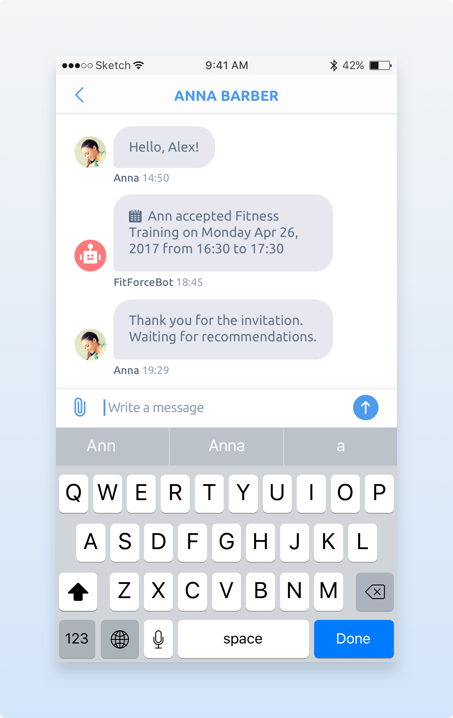 Sketch 9:41 AM 42%
ANNA BARBER
Hello, Alex!
Anna 14:50
Ann accepted Fitness
Training on Monday Apr 26,
2017 from 16:30 to 17:30
FitForceBot 18:45
Thank you for the invitation.
Waiting for recommendations.
Anna 19:29
Write a message
Ann Anna a
Q W E R T Y U I O P
A S D F G H J K L
Z X C V B N M
123 space Done